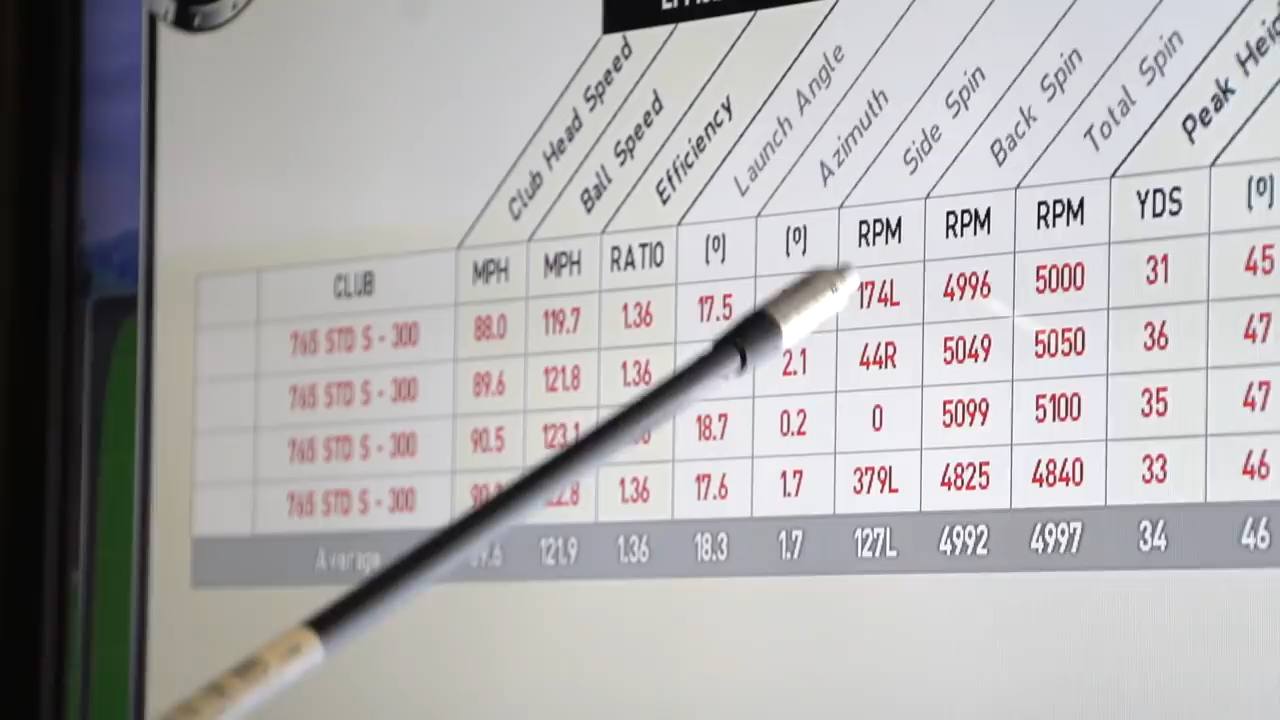 Club Head Speed Ball Speed Efficiency Launch Angle Azimuth Side Spin Back Spin Total Spin Peak
CLUB MPH MPH RATIO (º) (º) RPM RPM RPM YDS (º)
765 STD S - 300 88.0 119.7 1.36 17.5 174L 4996 5000 31 45
765 STD S - 300 89.6 121.8 1.36 2.1 44R 5049 5050 36 47
765 STD S - 300 90.5 123.1 18.7 0.2 0 5099 5100 35 47
765 STD S - 300 1.36 17.6 1.7 379L 4825 4840 33 46
Average 121.9 1.36 18.3 1.7 127L 4992 4997 34 46